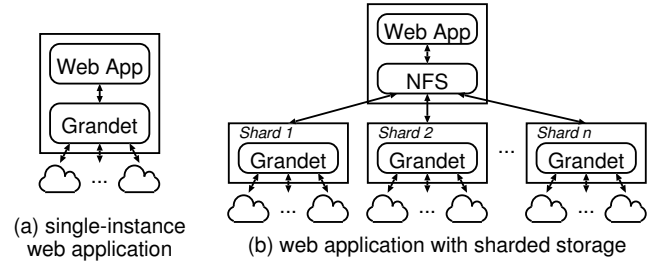 Web App
Grandet
...
(a) single-instance
web application
Web App
NFS
Shard 1
Grandet
...
Shard 2
Grandet
...
...
Shard n
Grandet
...
(b) web application with sharded storage